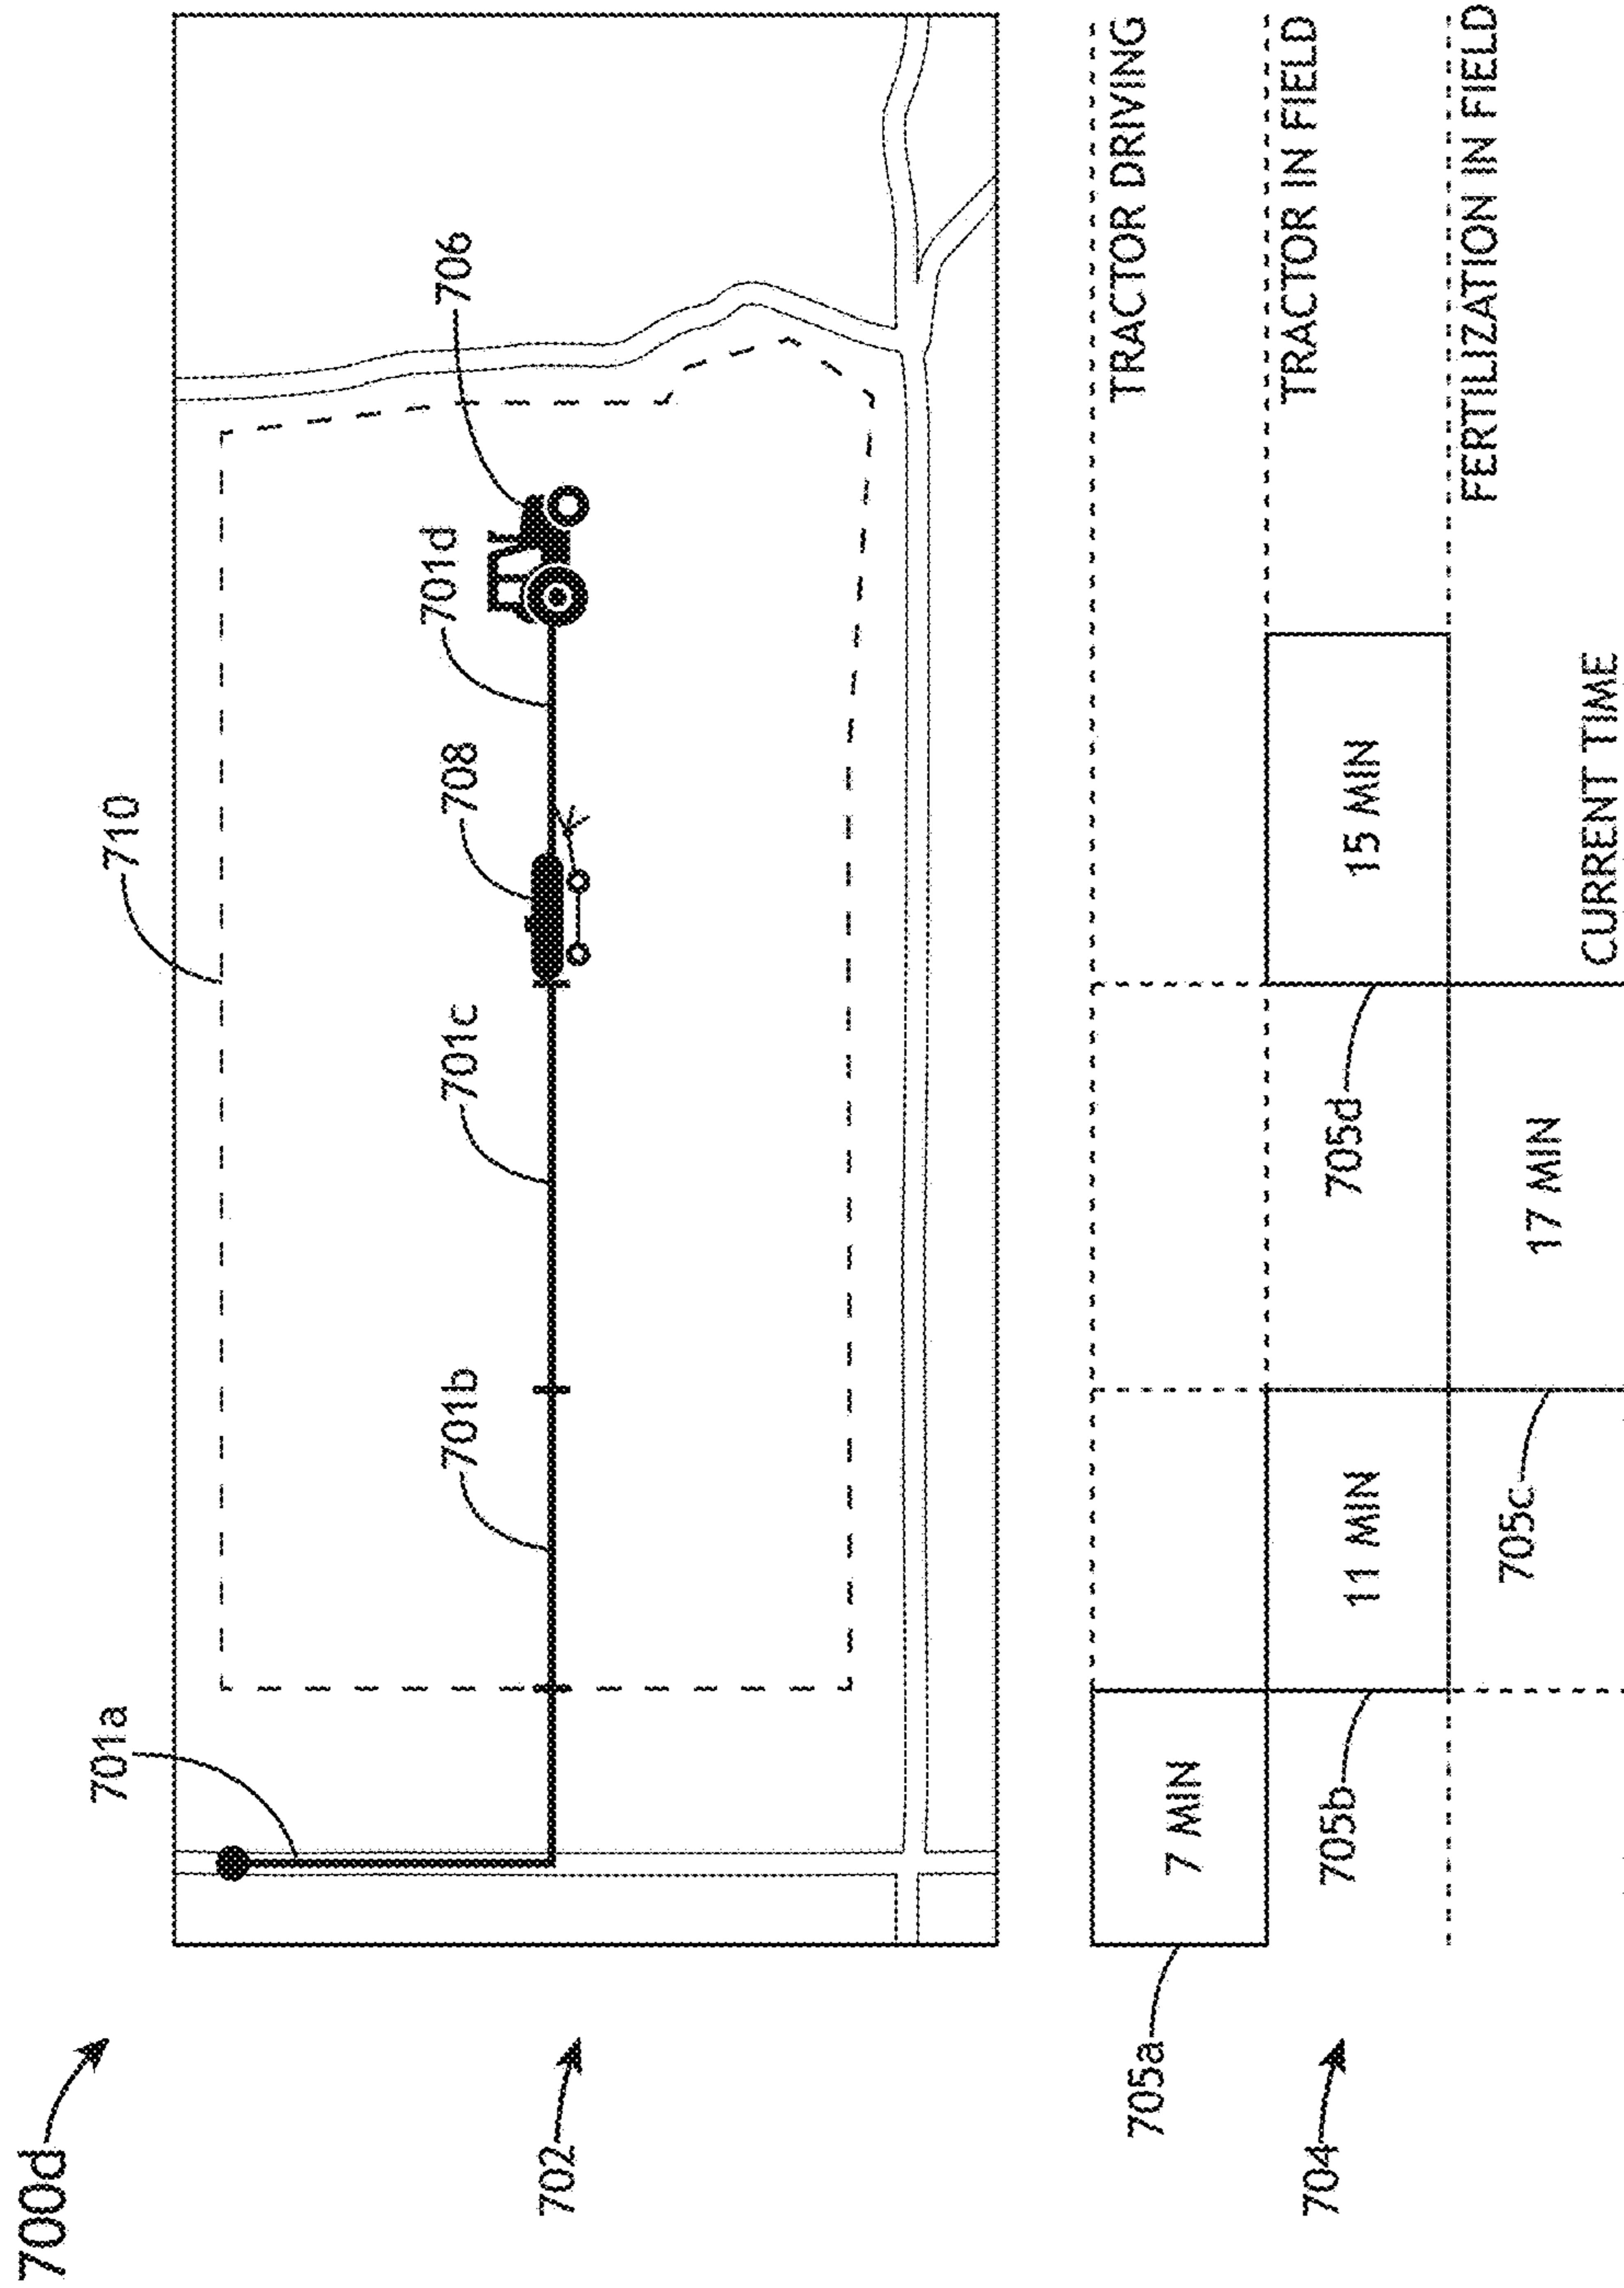 700d
702
710
701a
701b
701c
708
701d
706
704
705a
7 MIN
TRACTOR DRIVING
705b
11 MIN
705d
15 MIN
TRACTOR IN FIELD
705c
17 MIN
FERTILIZATION IN FIELD
CURRENT TIME